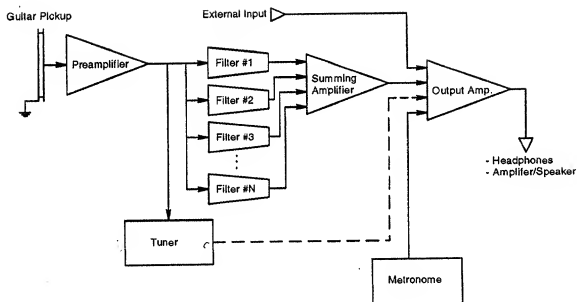 Guitar Pickup
External Input
Preamplifier
Filter #1
Filter #2
Filter #3
Filter #N
Summing
Amplifier
Output Amp.
- Headphones
- Amplifer/Speaker
Tuner
Metronome